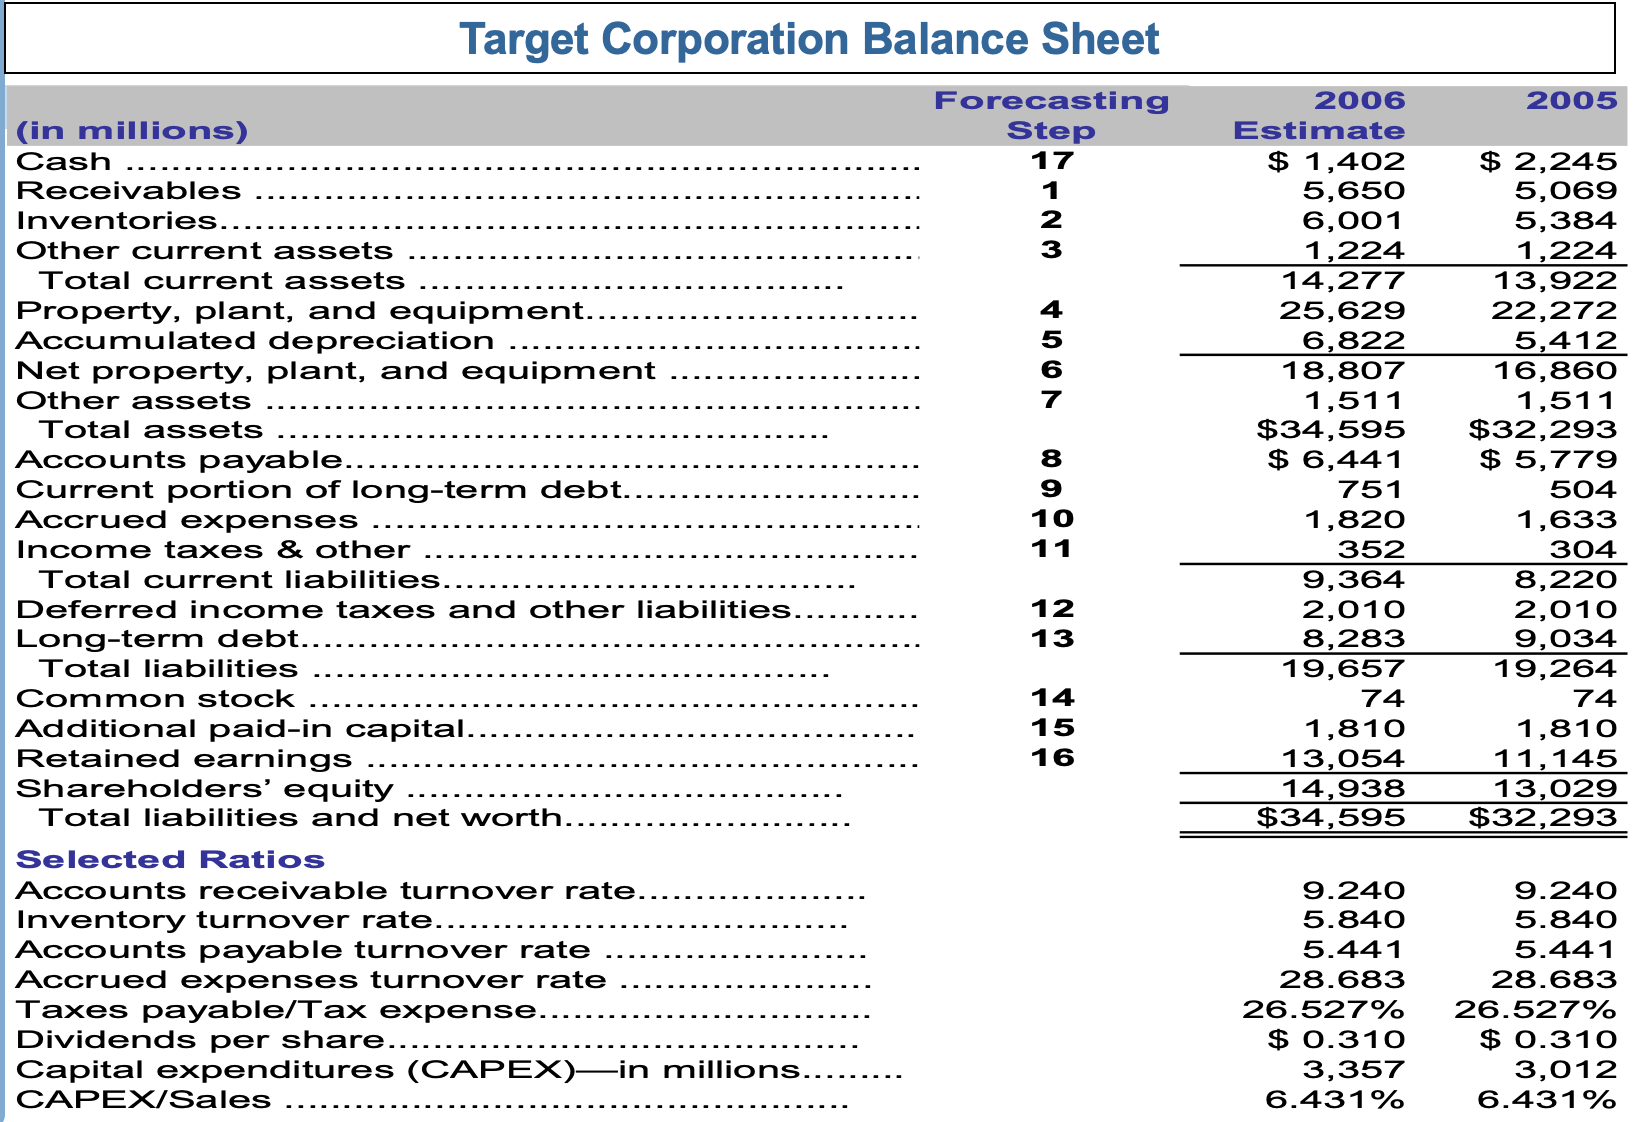 Target Corporation Balance Sheet
Forecasting 2006 2005
(in millions) Step Estimate
Cash ........ 17 $ 1,402 $ 2,245
Receivables ........ 1 5,650 5,069
Inventories........ 2 6,001 5,384
Other current assets ........ 3 1,224 1,224
Total current assets ........ 14,277 13,922
Property, plant, and equipment........ 4 25,629 22,272
Accumulated depreciation ........ 5 6,822 5,412
Net property, plant, and equipment ........ 6 18,807 16,860
Other assets ........ 7 1,511 1,511
Total assets ........ $34,595 $32,293
Accounts payable........ 8 $ 6,441 $ 5,779
Current portion of long-term debt........ 9 751 504
Accrued expenses ........ 10 1,820 1,633
Income taxes & other ........ 11 352 304
Total current liabilities........ 9,364 8,220
Deferred income taxes and other liabilities........ 12 2,010 2,010
Long-term debt........ 13 8,283 9,034
Total liabilities ........ 19,657 19,264
Common stock ........ 14 74 74
Additional paid-in capital........ 15 1,810 1,810
Retained earnings ........ 16 13,054 11,145
Shareholders’ equity ........ 14,938 13,029
Total liabilities and net worth........ $34,595 $32,293
Selected Ratios
Accounts receivable turnover rate........ 9.240 9.240
Inventory turnover rate........ 5.840 5.840
Accounts payable turnover rate ........ 5.441 5.441
Accrued expenses turnover rate ........ 28.683 28.683
Taxes payable/Tax expense........ 26.527% 26.527%
Dividends per share........ $ 0.310 $ 0.310
Capital expenditures (CAPEX)—in millions........ 3,357 3,012
CAPEX/Sales ........ 6.431% 6.431%